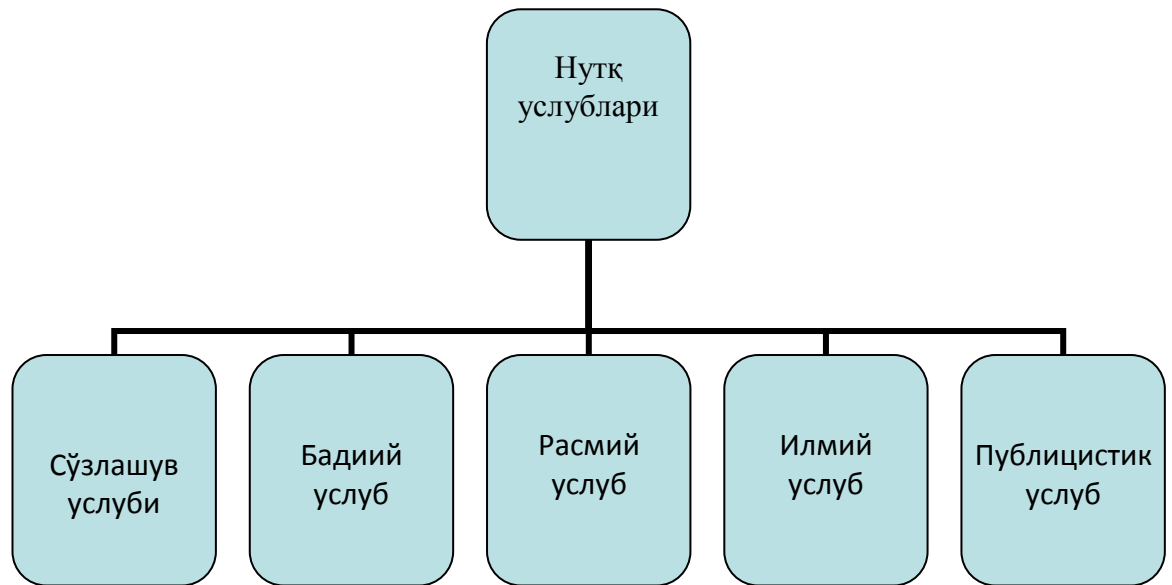 Нутқ
услублари
Сўзлашув
услуби
Бадиий
услуб
Расмий
услуб
Илмий
услуб
Публицистик
услуб